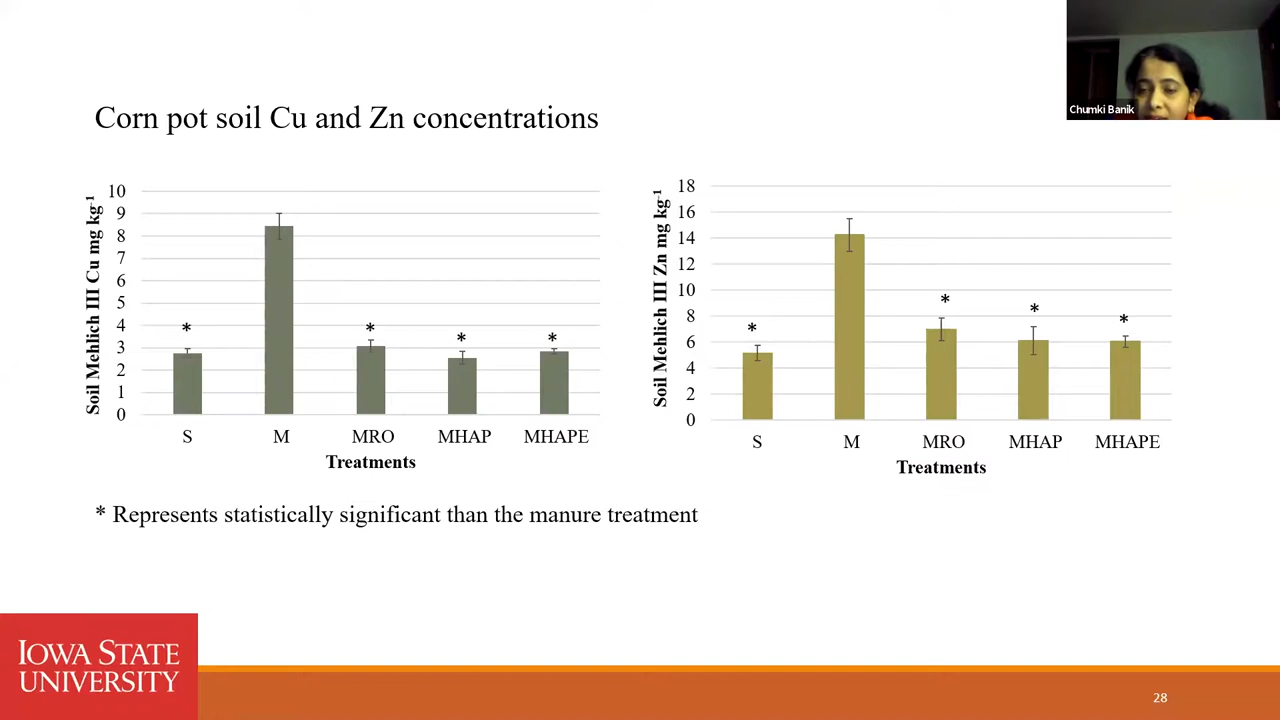 Chumki Banik
Corn pot soil Cu and Zn concentrations
Soil Mehlich III Cu mg kg-1
10
9
8
7
6
5
4
3
2
1
0
*
*
*
*
S M MRO MHAP MHAPE
Treatments
Soil Mehlich III Zn mg kg-1
18
16
14
12
10
8
6
4
2
0
*
*
*
*
S M MRO MHAP MHAPE
Treatments
* Represents statistically significant than the manure treatment
IOWA STATE
UNIVERSITY
28